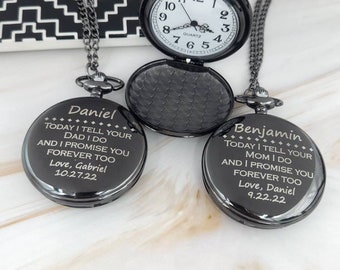 Daniel
TODAY I TELL YOUR
DAD I DO
AND I PROMISE YOU
FOREVER TOO
Love, Gabriel
10.27.22
QUARTZ
Benjamin
TODAY I TELL YOUR
MOM I DO
AND I PROMISE YOU
FOREVER TOO
Love, Daniel
9.22.22